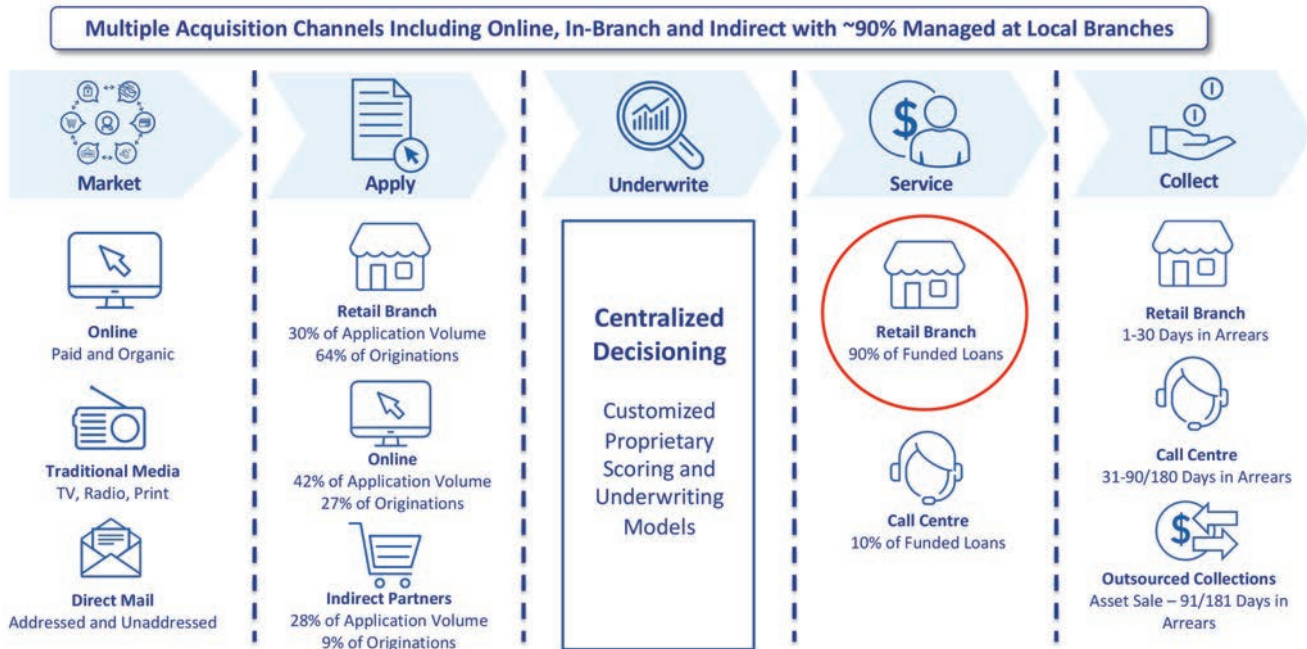 Multiple Acquisition Channels Including Online, In-Branch and Indirect with ~90% Managed at Local Branches
Market
Online
Paid and Organic
Traditional Media
TV, Radio, Print
Direct Mail
Addressed and Unaddressed
Apply
Retail Branch
30% of Application Volume
64% of Originations
Online
42% of Application Volume
27% of Originations
Indirect Partners
28% of Application Volume
9% of Originations
Underwrite
Centralized
Decisioning
Customized
Proprietary
Scoring and
Underwriting
Models
Service
$
Retail Branch
90% of Funded Loans
Call Centre
10% of Funded Loans
Collect
Retail Branch
1-30 Days in Arrears
Call Centre
31-90/180 Days in Arrears
$
Outsourced Collections
Asset Sale – 91/181 Days in
Arrears